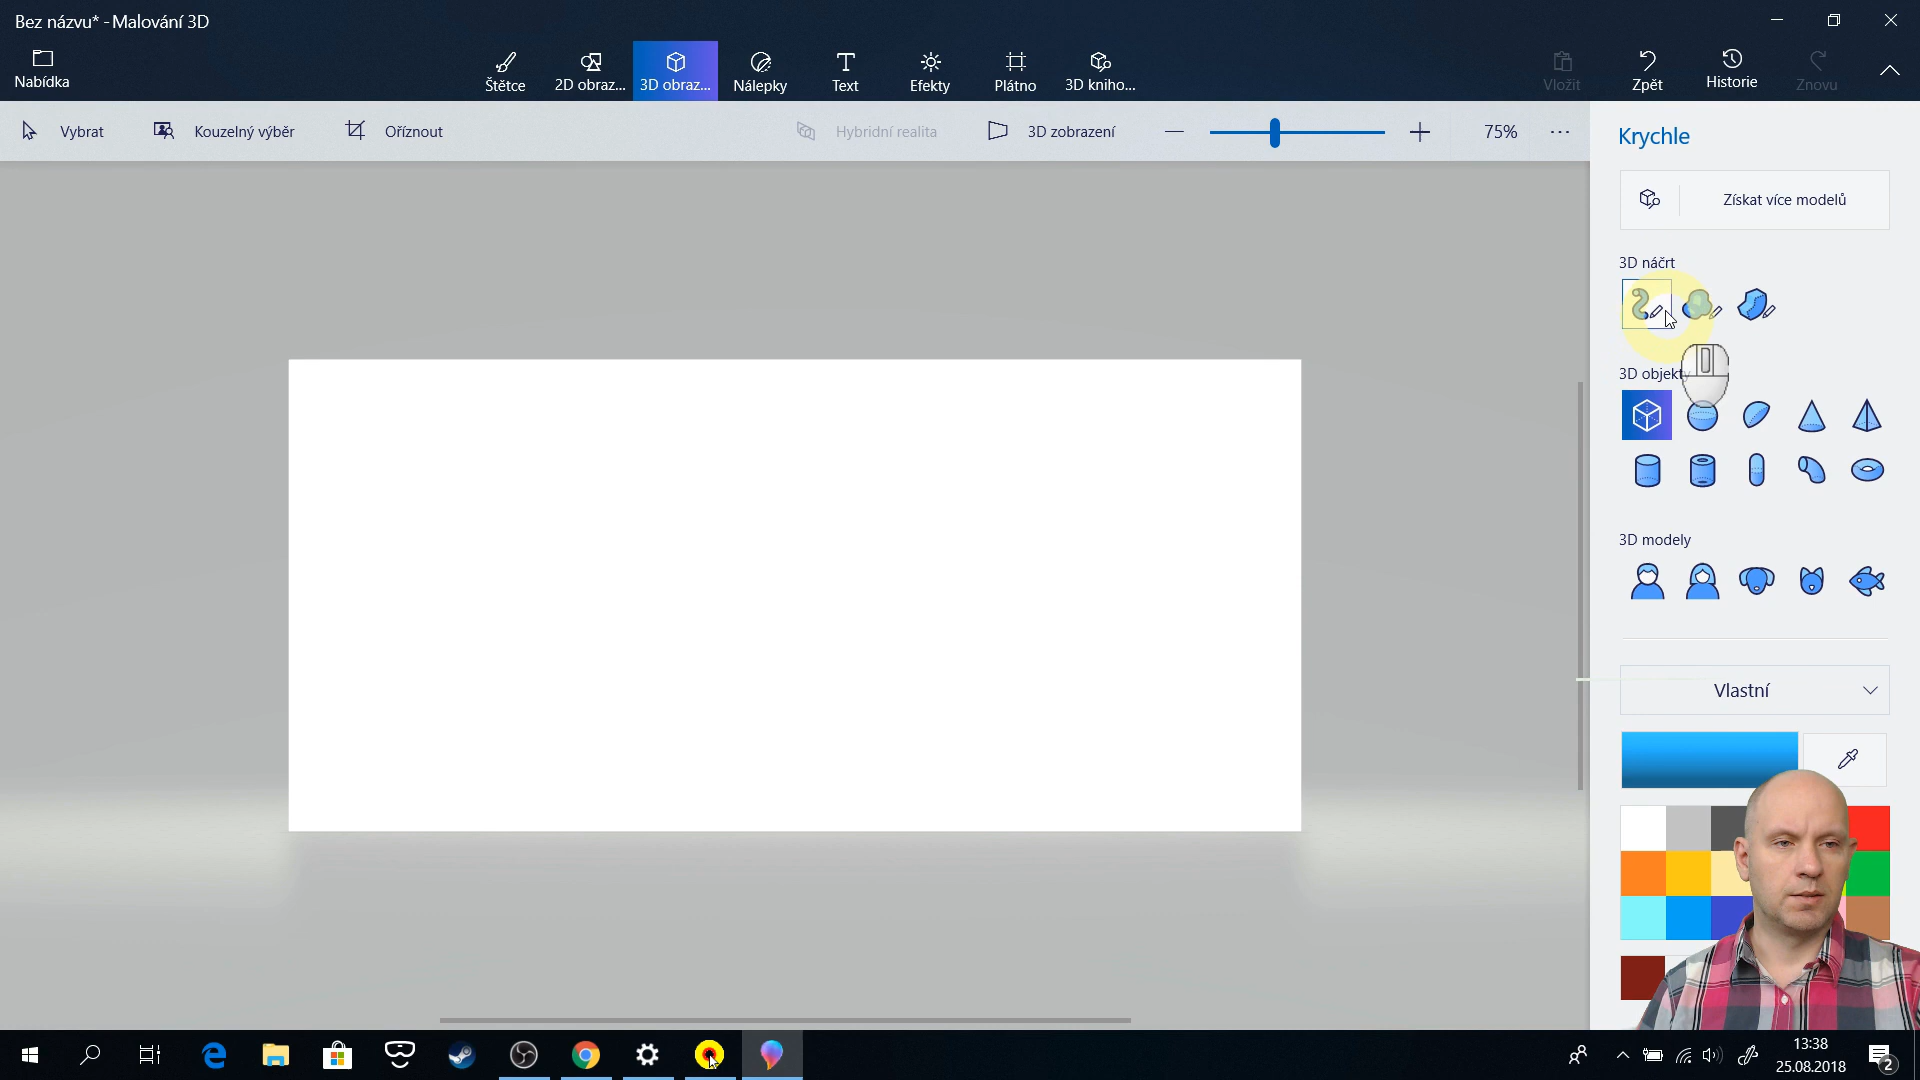 Bez názvu* - Malování 3D
Nabídka
Štětce
2D obraz...
3D obraz...
Nálepky
Text
Efekty
Plátno
3D kniho...
Vložit
Zpět
Historie
Znovu
Vybrat
Kouzelný výběr
Oříznout
Hybridní realita
3D zobrazení
75%
Krychle
Získat více modelů
3D náčrt
3D objekty
3D modely
Vlastní
13:38
25.08.2018
2